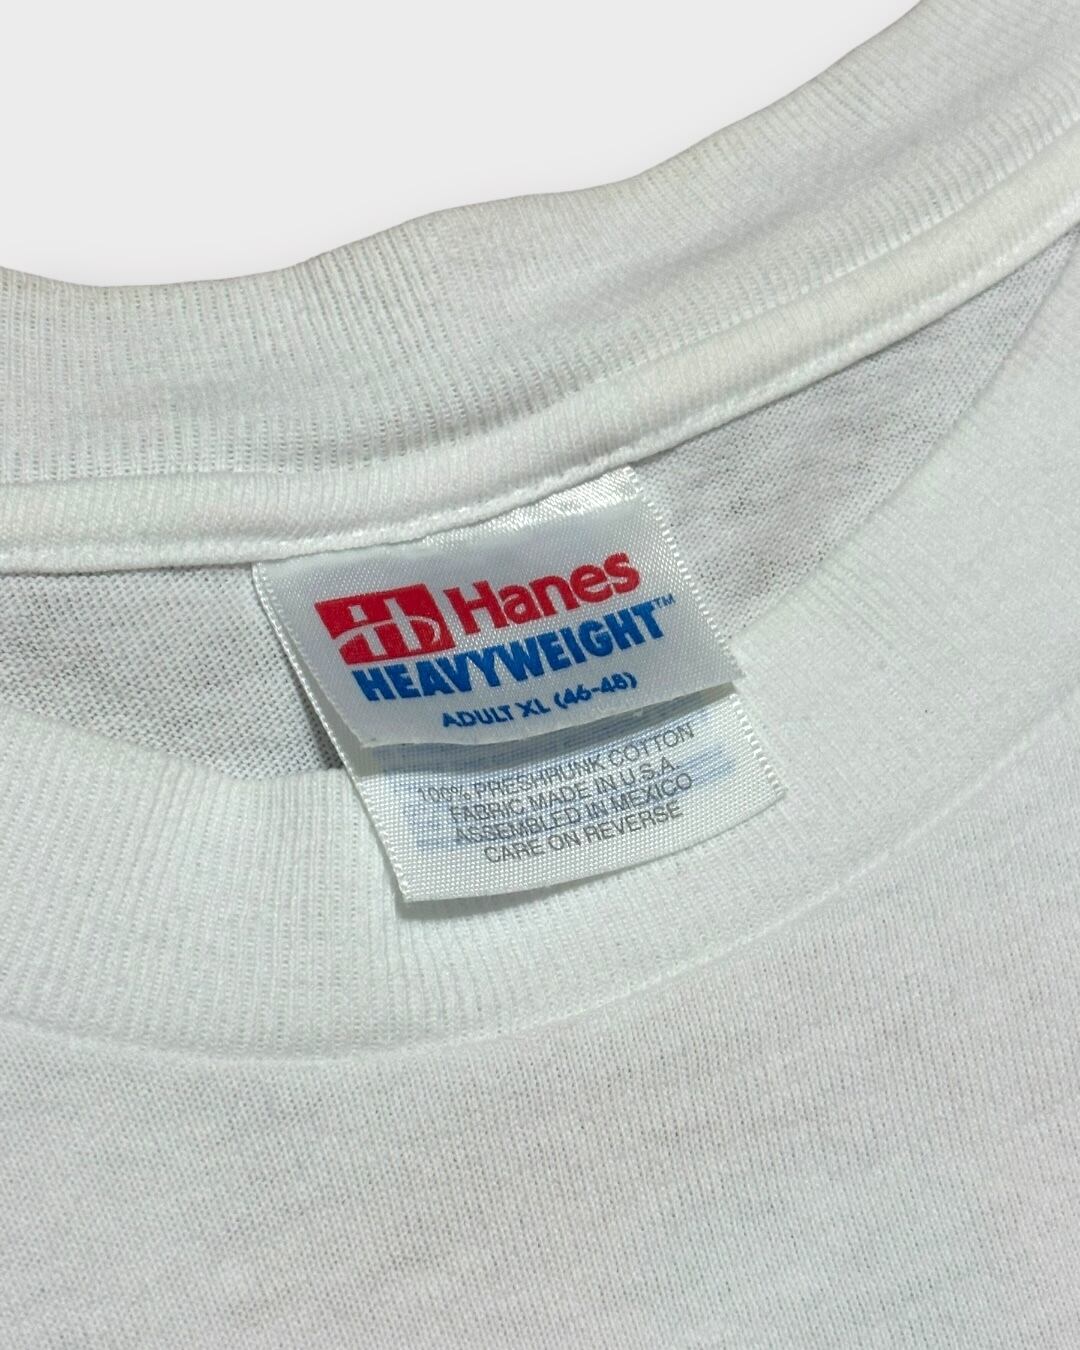 Hanes
HEAVYWEIGHT™
ADULT XL (46-48)
100% PRESHRUNK COTTON
FABRIC MADE IN U.S.A.
ASSEMBLED IN MEXICO
CARE ON REVERSE